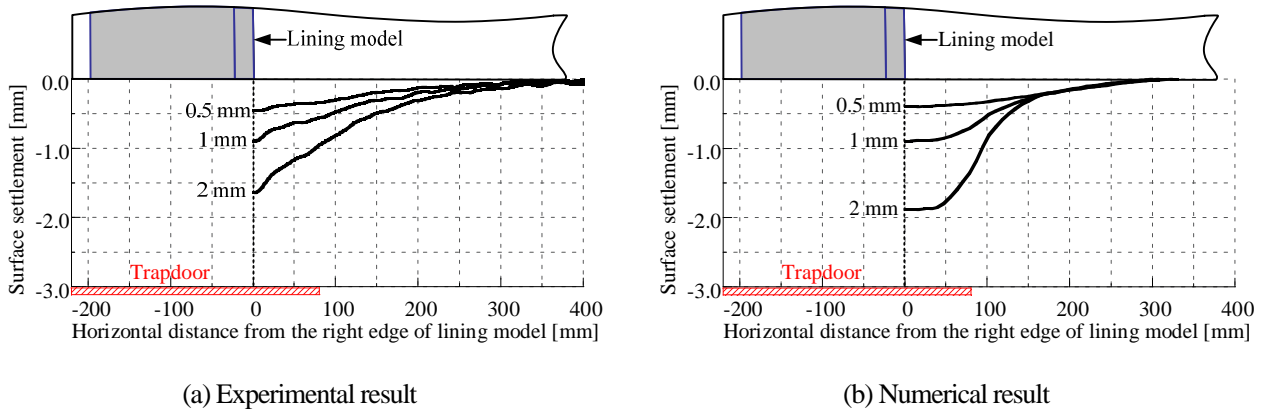 Lining model
Surface settlement [mm]
0.0
-1.0
-2.0
-3.0
0.5 mm
1 mm
2 mm
Trapdoor
-200 -100 0 100 200 300 400
Horizontal distance from the right edge of lining model [mm]
(a) Experimental result
Lining model
Surface settlement [mm]
0.0
-1.0
-2.0
-3.0
0.5 mm
1 mm
2 mm
Trapdoor
-200 -100 0 100 200 300 400
Horizontal distance from the right edge of lining model [mm]
(b) Numerical result